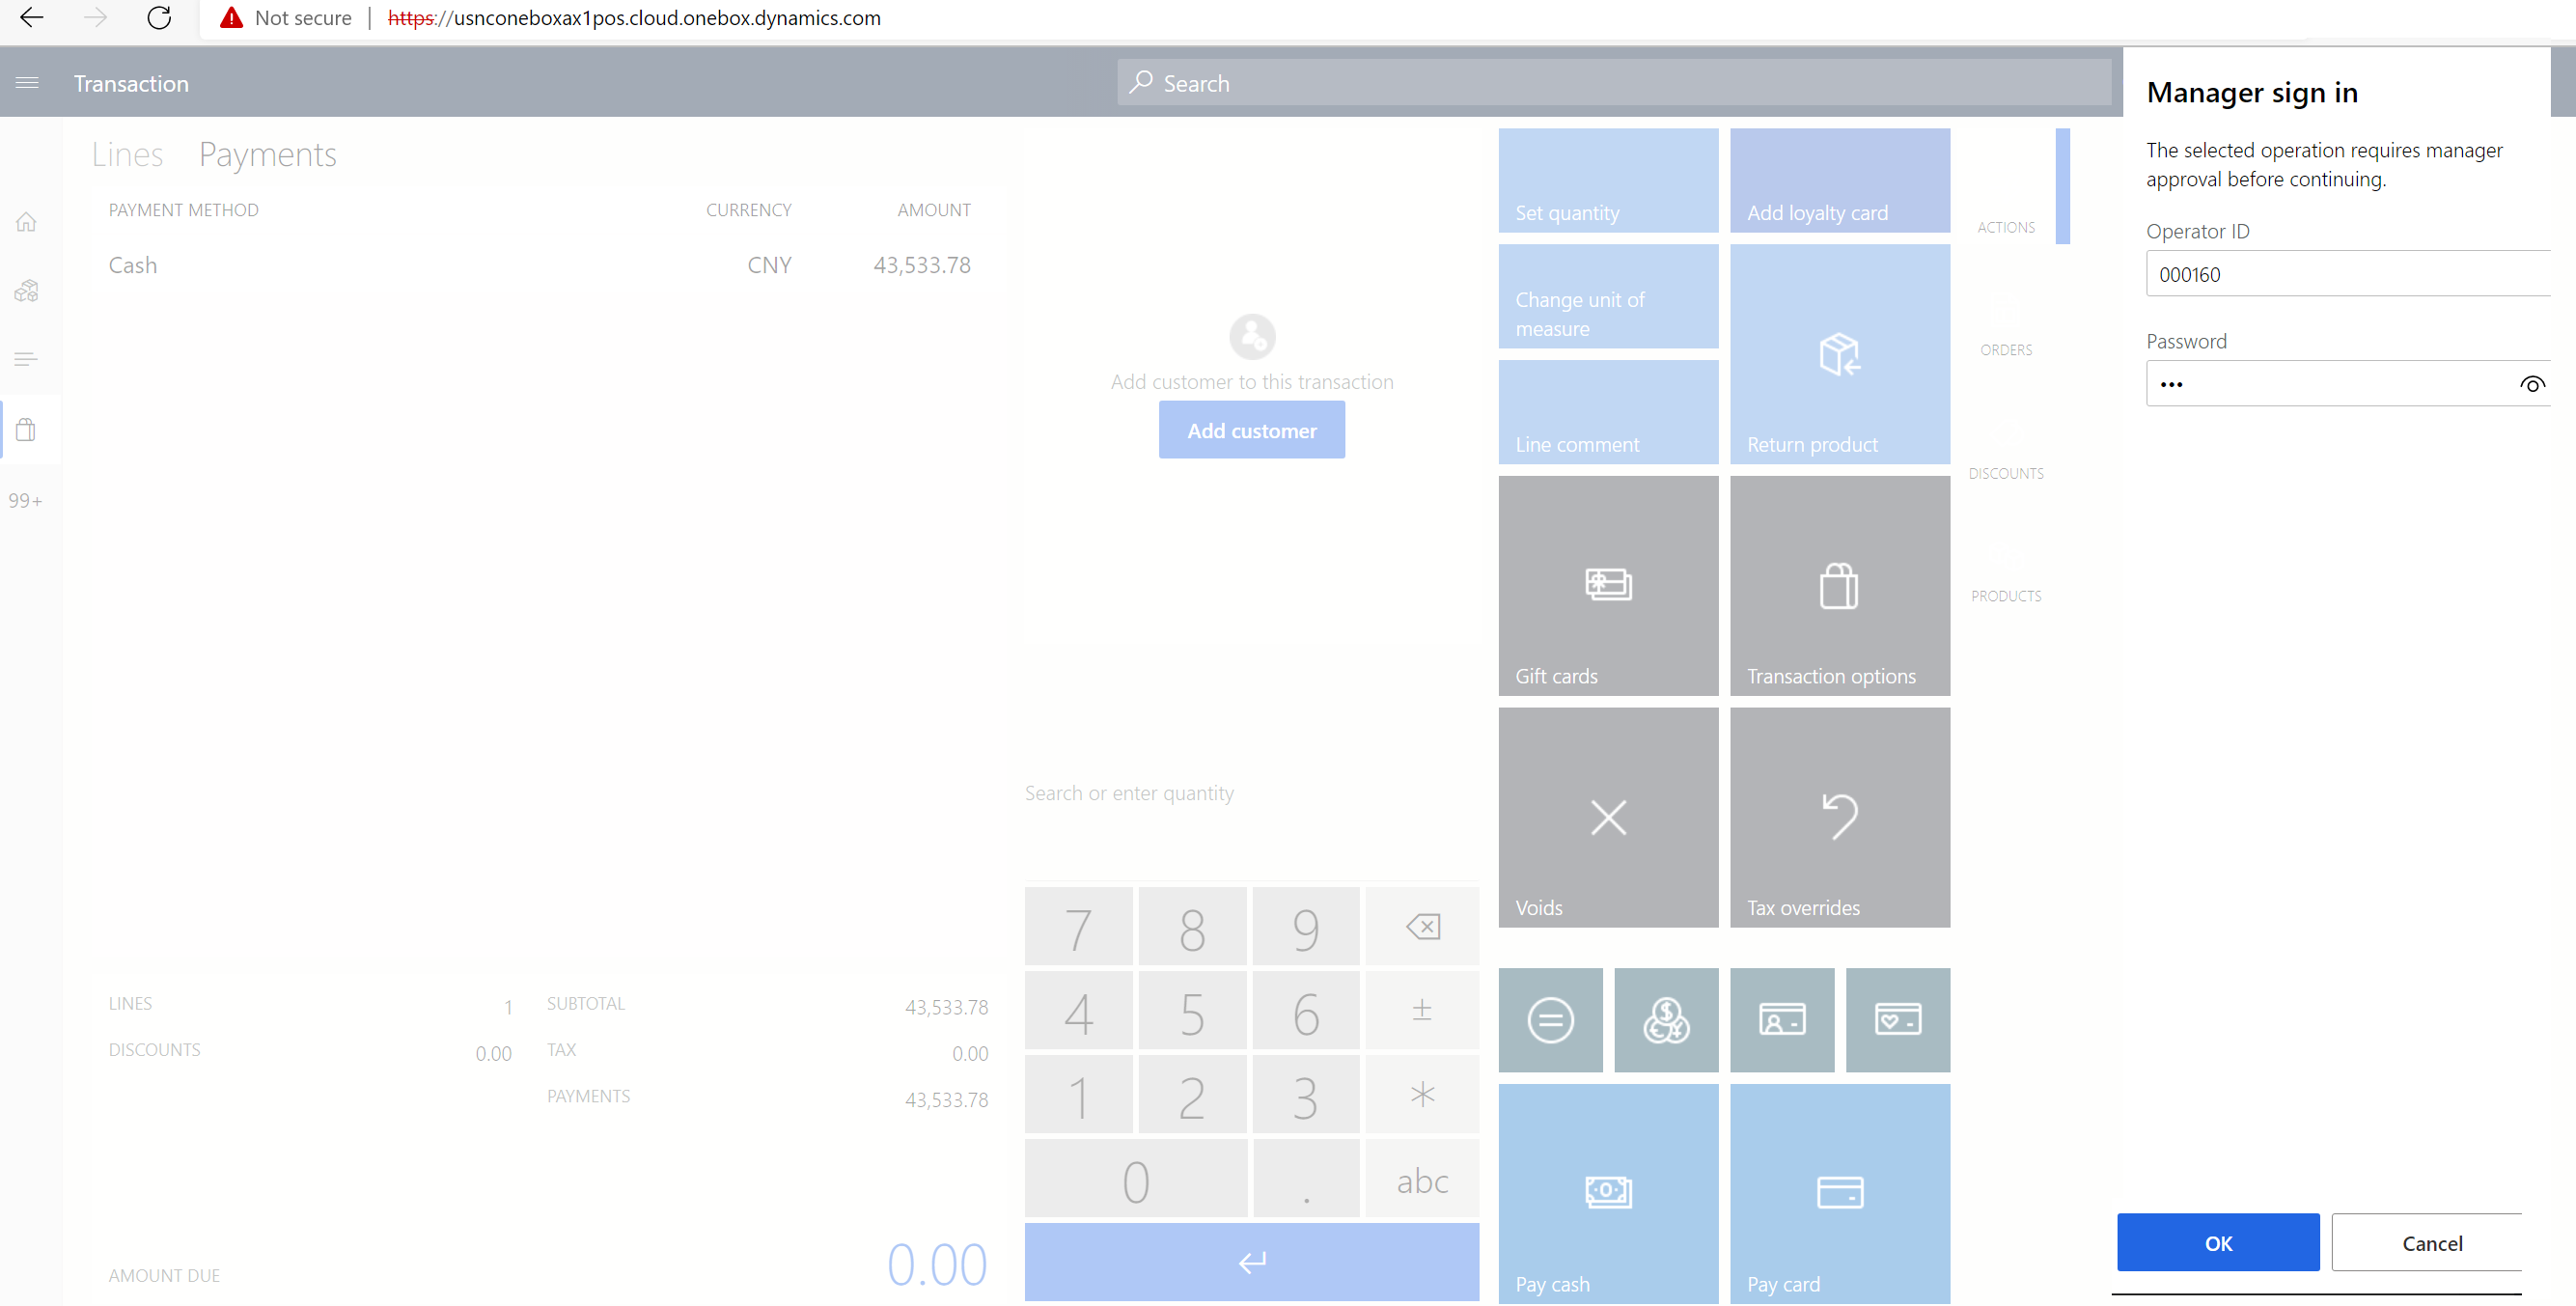 Not secure | https://usnconeboxax1pos.cloud.onebox.dynamics.com
Transaction
Search
Lines Payments
PAYMENT METHOD CURRENCY AMOUNT
Cash CNY 43,533.78
99+
LINES 1
DISCOUNTS 0.00
SUBTOTAL 43,533.78
TAX 0.00
PAYMENTS 43,533.78
AMOUNT DUE 0.00
Add customer to this transaction
Add customer
Search or enter quantity
7 8 9
4 5 6 ±
1 2 3 *
0 . abc
Set quantity
Add loyalty card
Change unit of
measure
Return product
Line comment
Gift cards
Transaction options
Voids
Tax overrides
Pay cash
Pay card
ACTIONS
ORDERS
DISCOUNTS
PRODUCTS
Manager sign in
The selected operation requires manager
approval before continuing.
Operator ID
000160
Password
•••
OK
Cancel